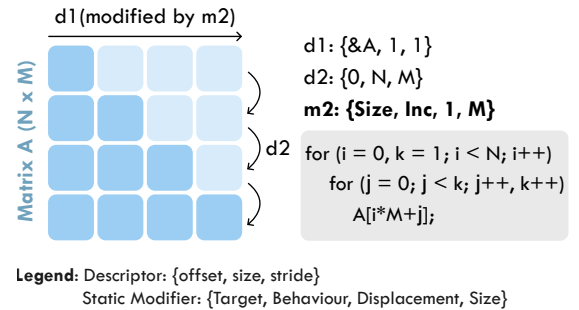 d1(modified by m2)
Matrix A (N x M)
d2
d1: {&A, 1, 1}
d2: {0, N, M}
m2: {Size, Inc, 1, M}
for (i = 0, k = 1; i < N; i++)
for (j = 0; j < k; j++, k++)
A[i*M+j];
Legend: Descriptor: {offset, size, stride}
Static Modifier: {Target, Behaviour, Displacement, Size}